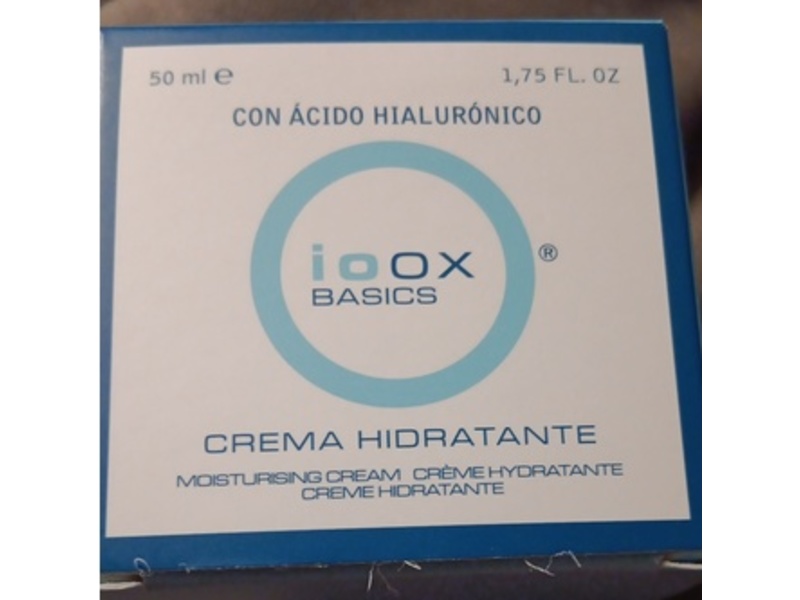 50 ml ℮ 1,75 FL. OZ
CON ÁCIDO HIALURÓNICO
ioox ®
BASICS
CREMA HIDRATANTE
MOISTURISING CREAM CRÈME HYDRATANTE
CREME HIDRATANTE